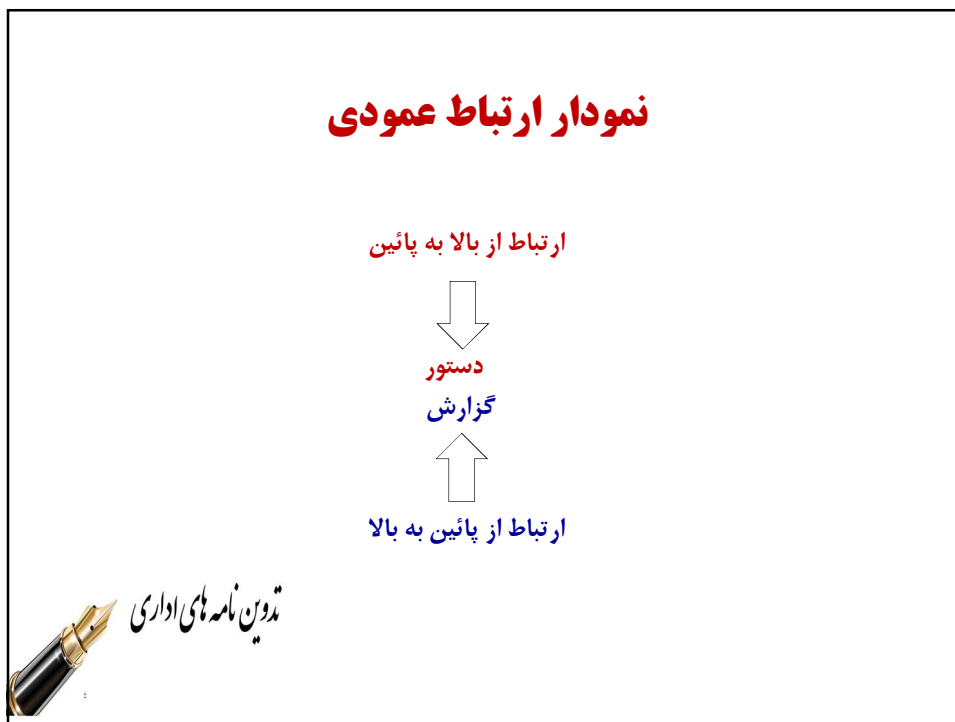 نمودار ارتباط عمودی
ارتباط از بالا به پائین
دستور
گزارش
ارتباط از پائین به بالا
تدوین نامه های اداری
٤